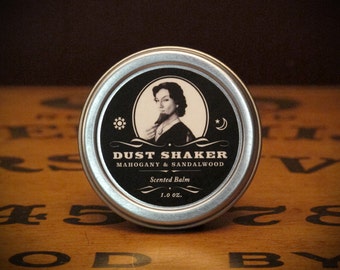 DUST SHAKER
MAHOGANY & SANDALWOOD
Scented Balm
1.0 OZ.